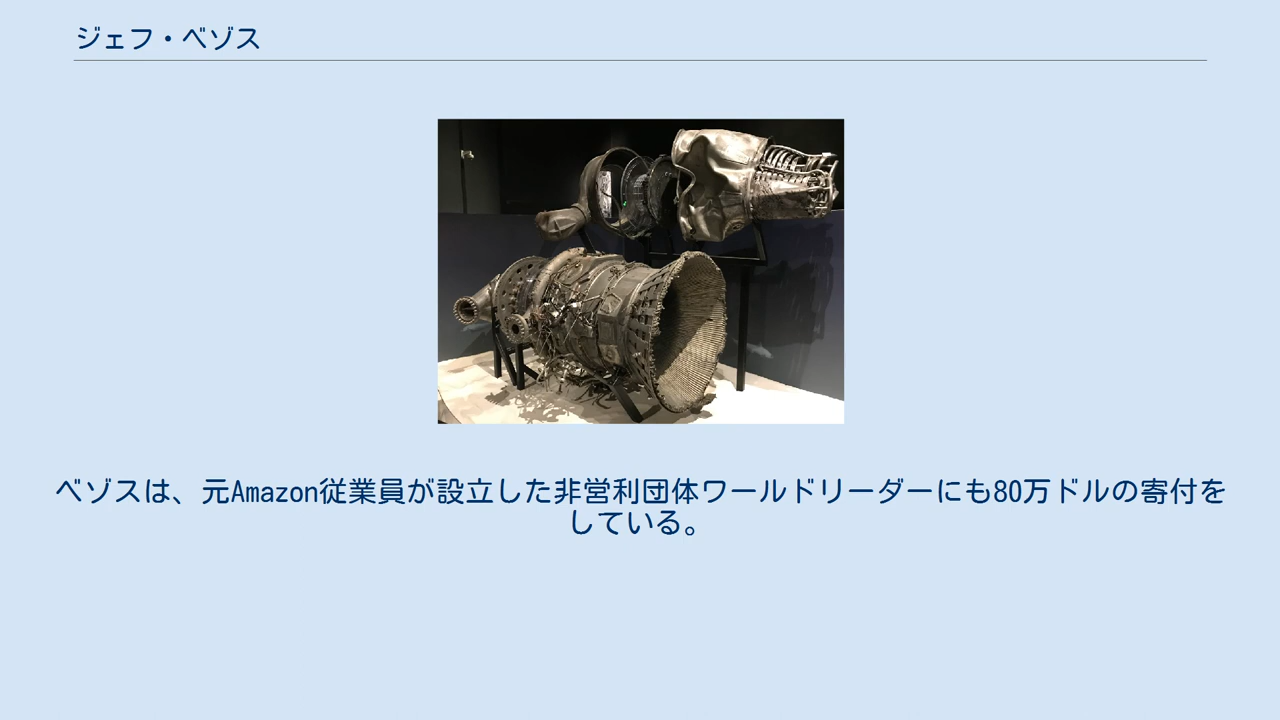 ジェフ・ベゾス
ベゾスは、元Amazon従業員が設立した非営利団体ワールドリーダーにも80万ドルの寄付を
している。